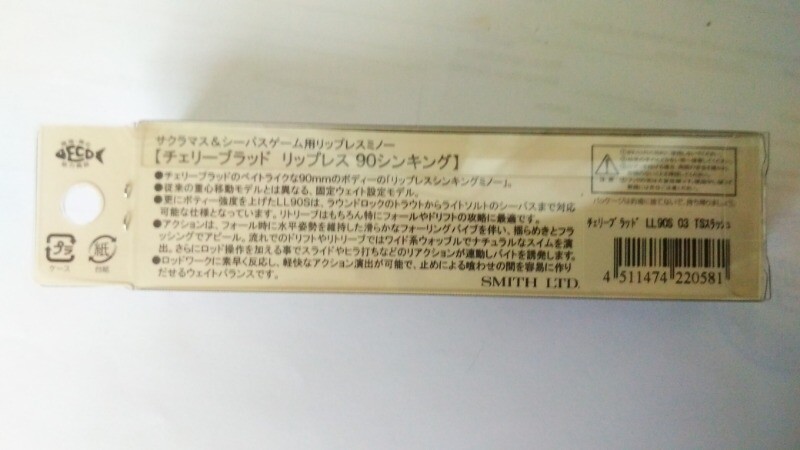 サクラマス&シーバスゲーム用リップレスミノー
【チェリーブラッド リップレス 90シンキング】
●チェリーブラッドのベイトライクな90mmのボディーの「リップレスシンキングミノー」。
●従来の重心移動モデルとは異なる、固定ウェイト設定モデル。
●更にボディー強度を上げたLL90Sは、ラウンドロックのトラウトからライトソルトのシーバスまで対応
可能な仕様となっています。リトリーブはもちろん特にフォールやドリフトの攻略に最適です。
●アクションは、フォール時に水平姿勢を維持した滑らかなフォーリングバイブを伴い、揺らめきとフラ
ッシングでアピール。流れでのドリフトやリトリーブではワイド系ウォッブルでナチュラルなスイムを演
出。さらにロッド操作を加える事でスライドやヒラ打ちなどのリアクションが連動しバイトを誘発する。
●ロッドワークに素早く反応し、軽快なアクション演出が可能で、止めによる喰わせの間を容易に作り
だせるウェイトバランスです。
SMITH LTD.
ECO
プラ
ケース
紙
台紙
注意
チェリーブラッド LL90S 03 TSスラッシュ
4 511474 220581